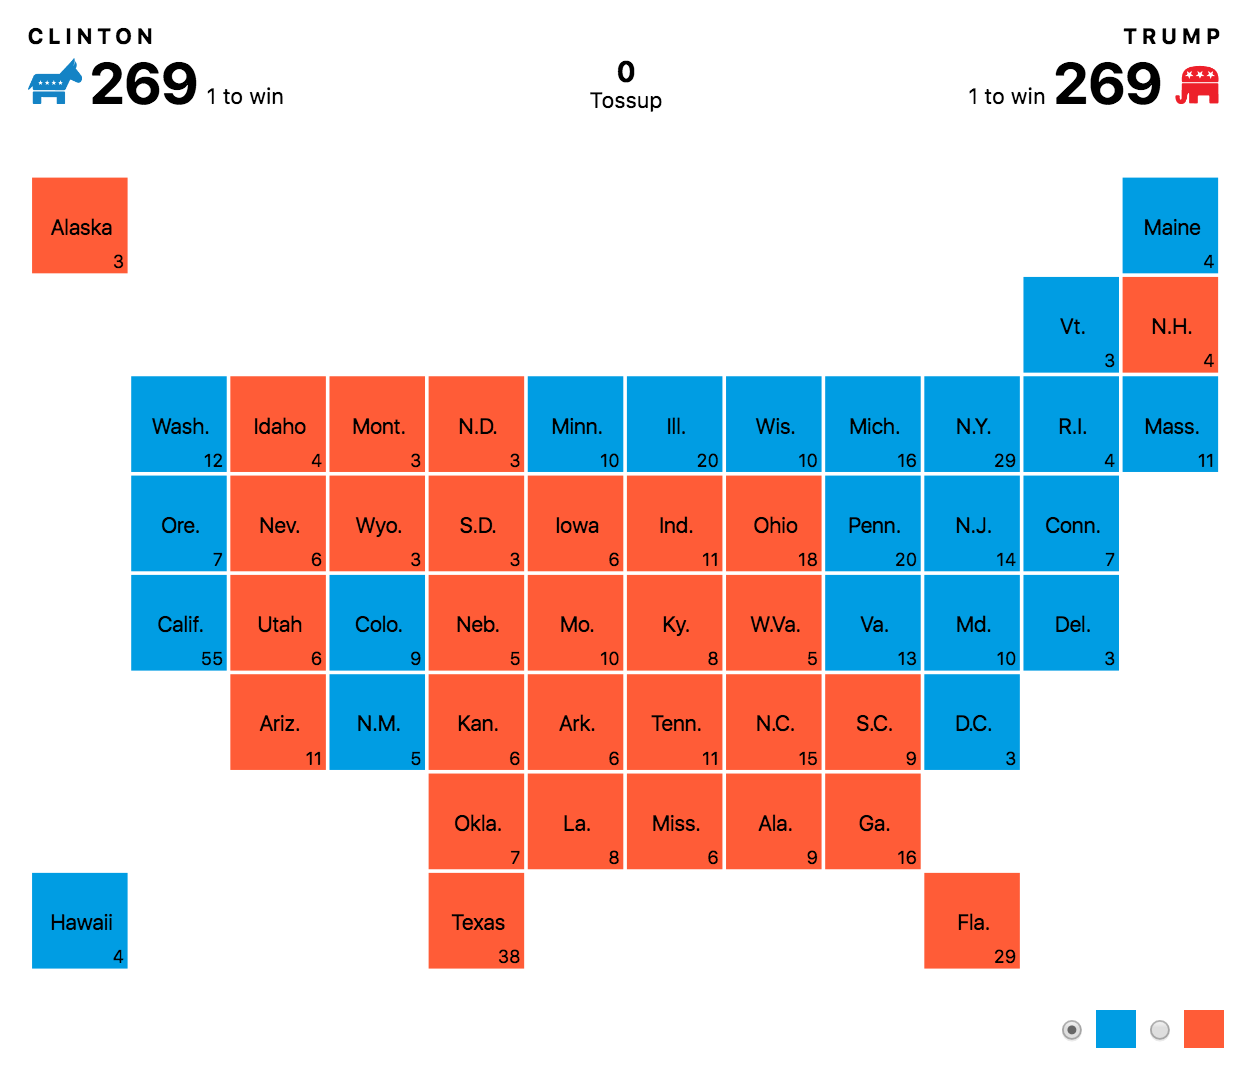 CLINTON
TRUMP
269 1 to win
0
Tossup
1 to win 269
Alaska
3
Maine
4
Vt.
3
N.H.
4
Wash.
12
Idaho
4
Mont.
3
N.D.
3
Minn.
10
Ill.
20
Wis.
10
Mich.
16
N.Y.
29
R.I.
4
Mass.
11
Ore.
7
Nev.
6
Wyo.
3
S.D.
3
Iowa
6
Ind.
11
Ohio
18
Penn.
20
N.J.
14
Conn.
7
Calif.
55
Utah
6
Colo.
9
Neb.
5
Mo.
10
Ky.
8
W.Va.
5
Va.
13
Md.
10
Del.
3
Ariz.
11
N.M.
5
Kan.
6
Ark.
6
Tenn.
11
N.C.
15
S.C.
9
D.C.
3
Okla.
7
La.
8
Miss.
6
Ala.
9
Ga.
16
Hawaii
4
Texas
38
Fla.
29